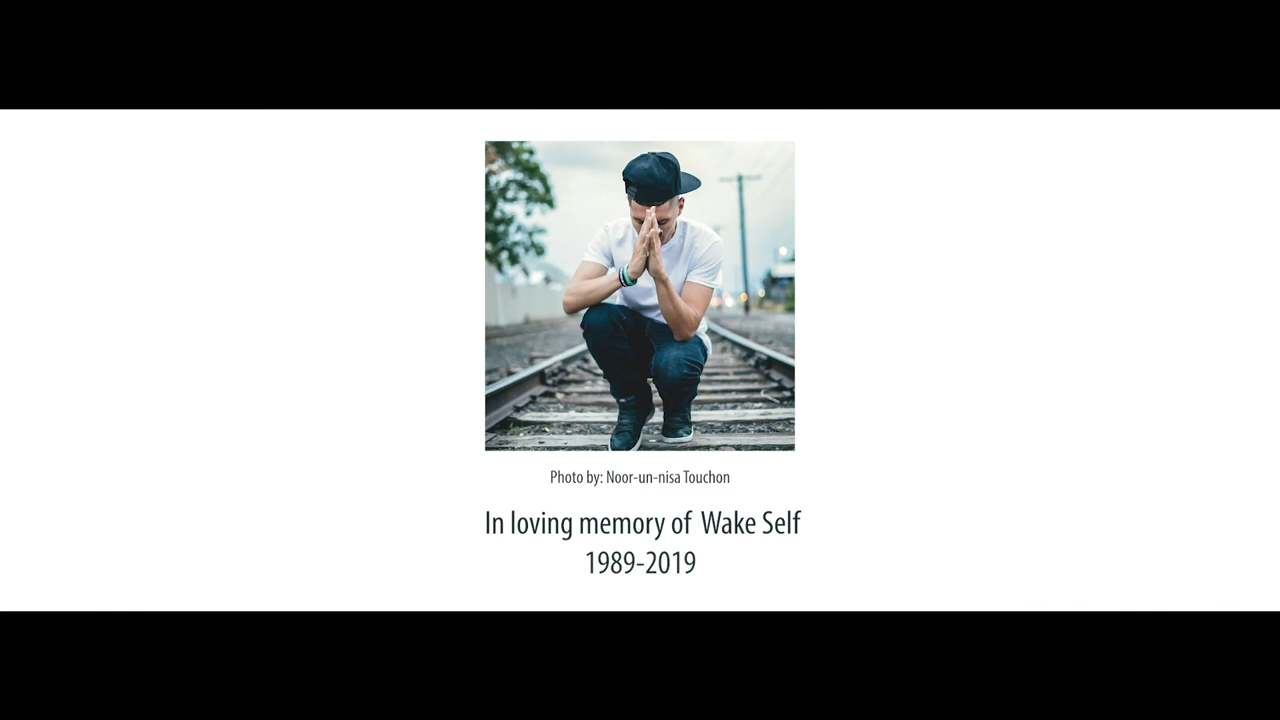 Photo by: Noor-un-nisa Touchon
In loving memory of Wake Self
1989-2019